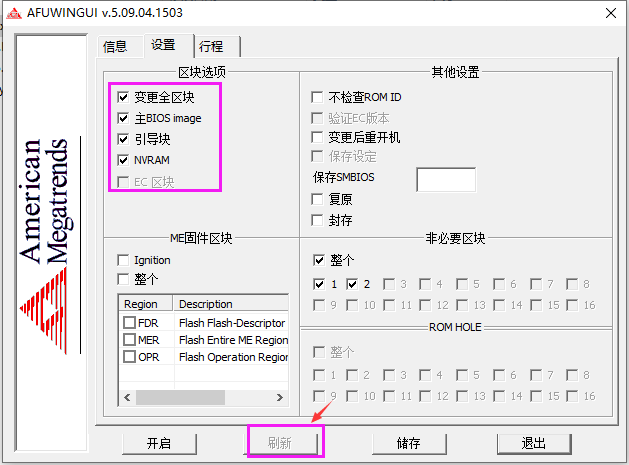 AFUWINGUI v.5.09.04.1503
American
Megatrends
信息 设置 行程
区块选项
变更全区块
主BIOS image
引导块
NVRAM
EC 区块
其他设置
不检查ROM ID
验证EC版本
变更后重开机
保存设定
保存SMBIOS
复原
封存
ME固件区块
Ignition
整个
Region Description
FDR Flash Flash-Descriptor
MER Flash Entire ME Region
OPR Flash Operation Region
非必要区块
整个
1 2 3 4 5 6 7 8
9 10 11 12 13 14 15 16
ROM HOLE
整个
1 2 3 4 5 6 7 8
9 10 11 12 13 14 15 16
开启 刷新 储存 退出